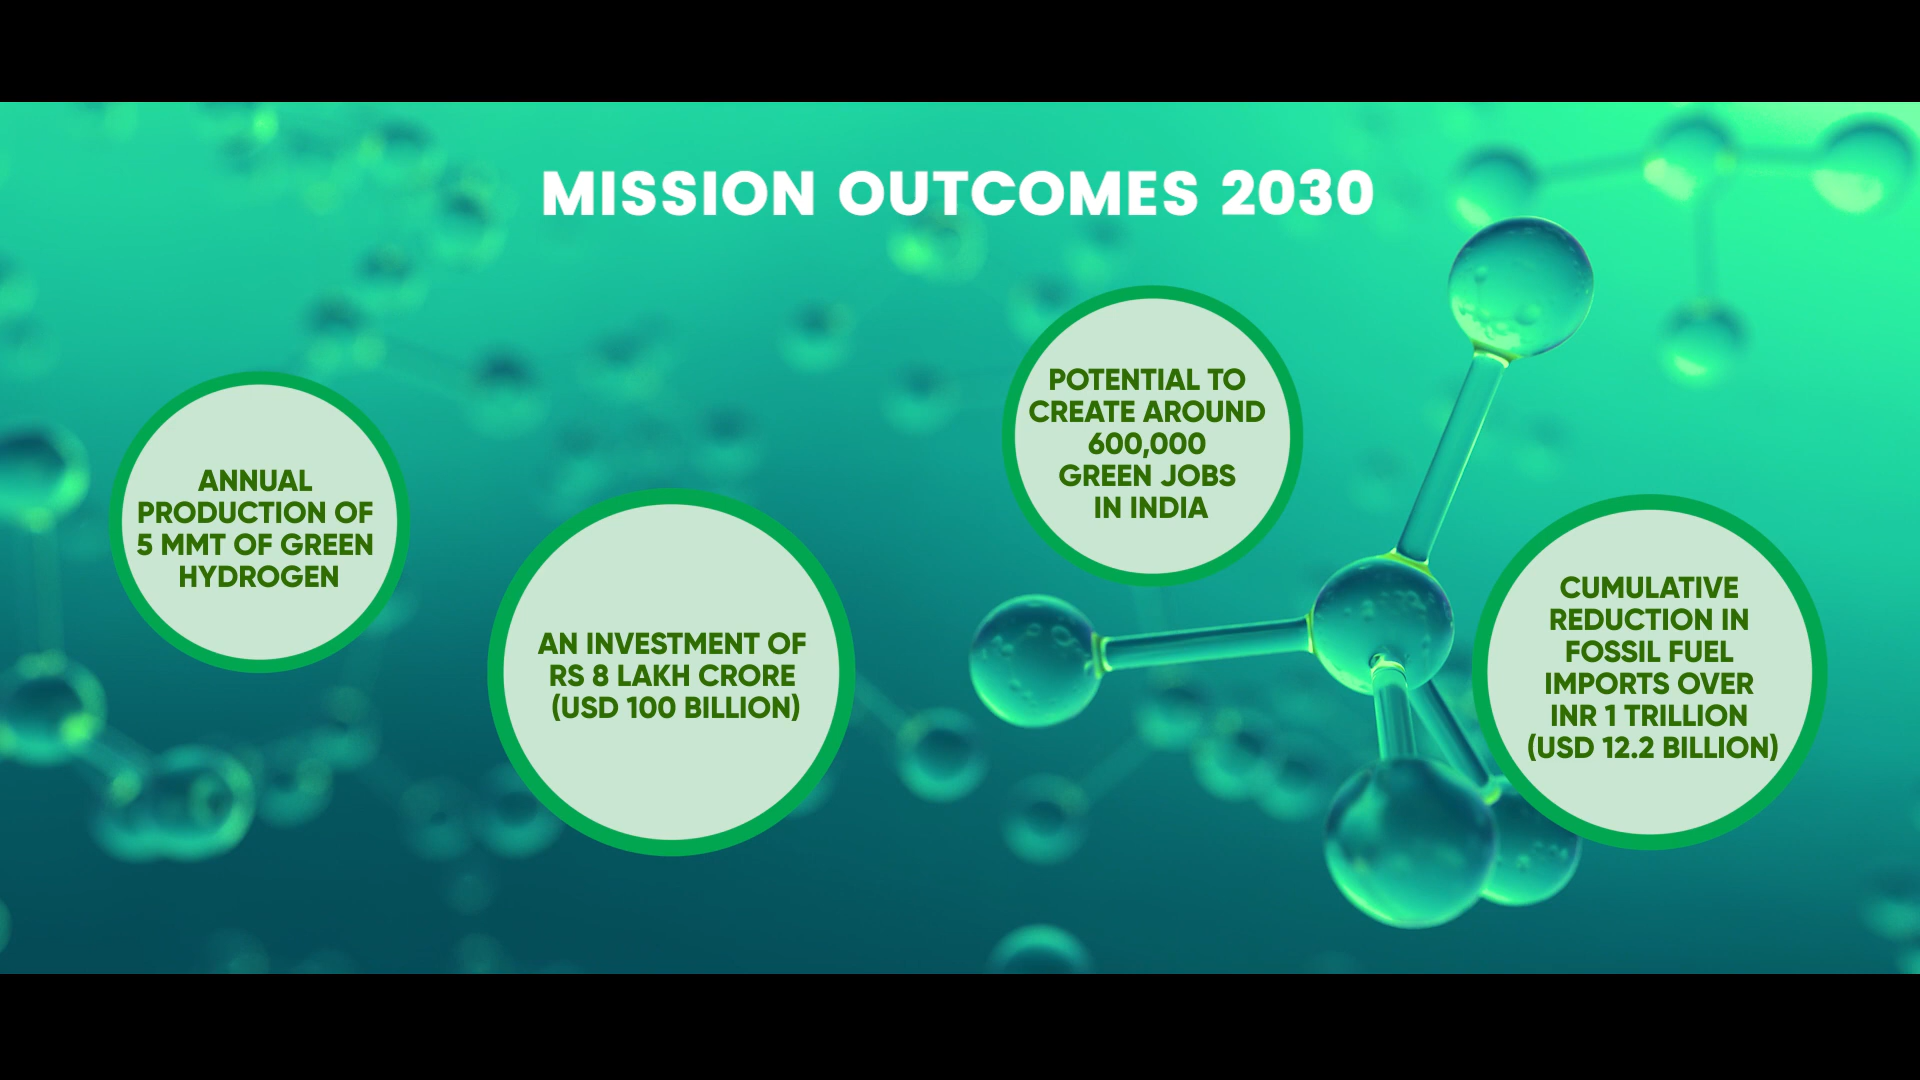 MISSION OUTCOMES 2030
ANNUAL
PRODUCTION OF
5 MMT OF GREEN
HYDROGEN
AN INVESTMENT OF
RS 8 LAKH CRORE
(USD 100 BILLION)
POTENTIAL TO
CREATE AROUND
600,000
GREEN JOBS
IN INDIA
CUMULATIVE
REDUCTION IN
FOSSIL FUEL
IMPORTS OVER
INR 1 TRILLION
(USD 12.2 BILLION)